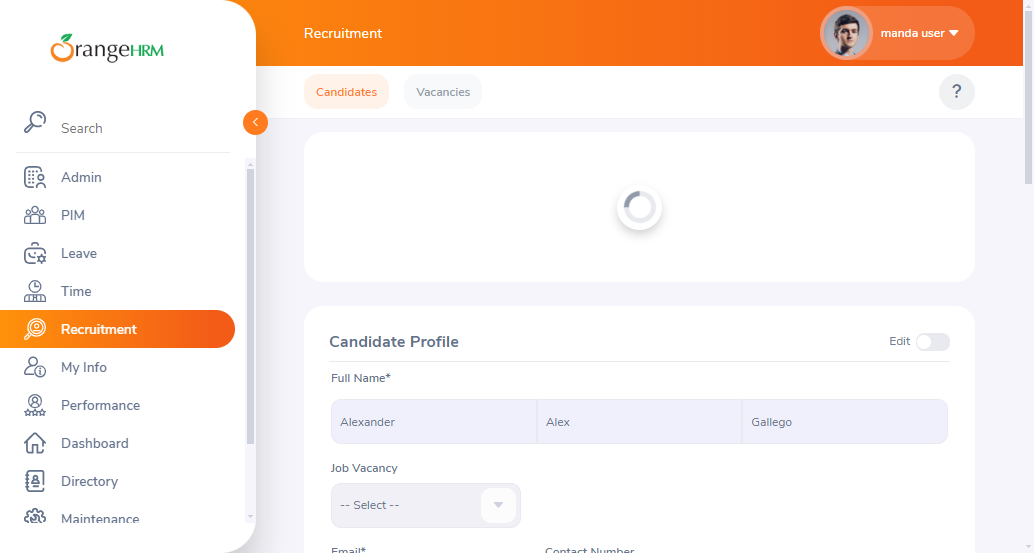 OrangeHRM
Recruitment
manda user
Candidates
Vacancies
?
Search
Admin
PIM
Leave
Time
Recruitment
My Info
Performance
Dashboard
Directory
Maintenance
Candidate Profile
Edit
Full Name*
Alexander
Alex
Gallego
Job Vacancy
-- Select --
Email*
Contact Number